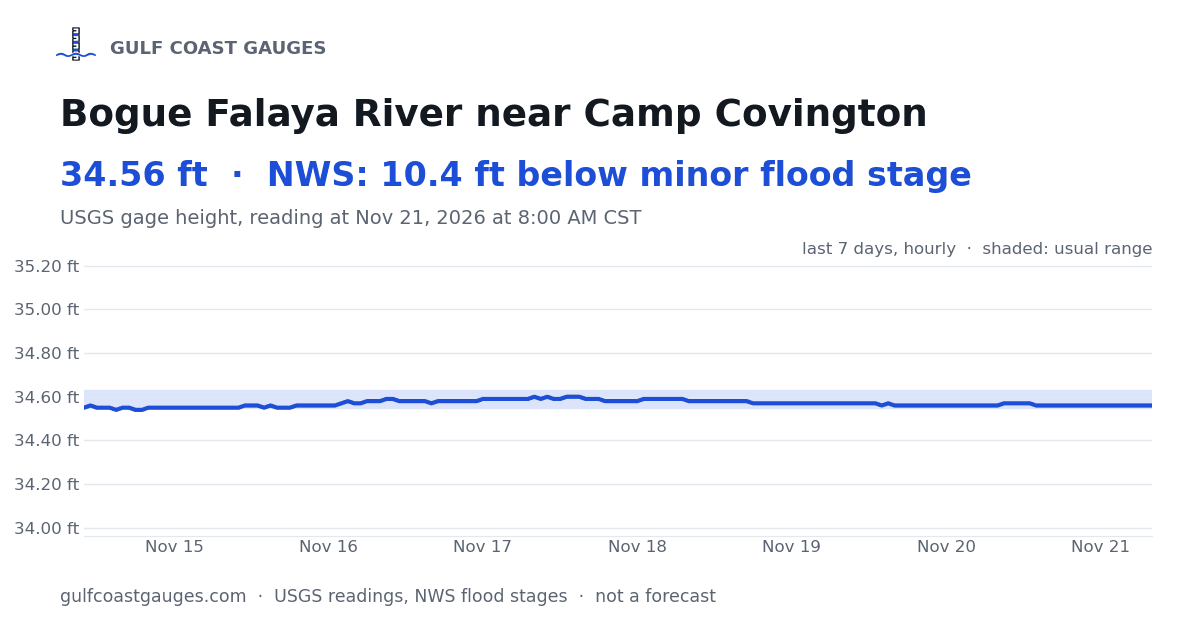 GULF COAST GAUGES
Bogue Falaya River near Camp Covington
34.56 ft · NWS: 10.4 ft below minor flood stage
USGS gage height, reading at Nov 21, 2026 at 8:00 AM CST
last 7 days, hourly · shaded: usual range
35.20 ft
35.00 ft
34.80 ft
34.60 ft
34.40 ft
34.20 ft
34.00 ft
Nov 15 Nov 16 Nov 17 Nov 18 Nov 19 Nov 20 Nov 21
gulfcoastgauges.com · USGS readings, NWS flood stages · not a forecast